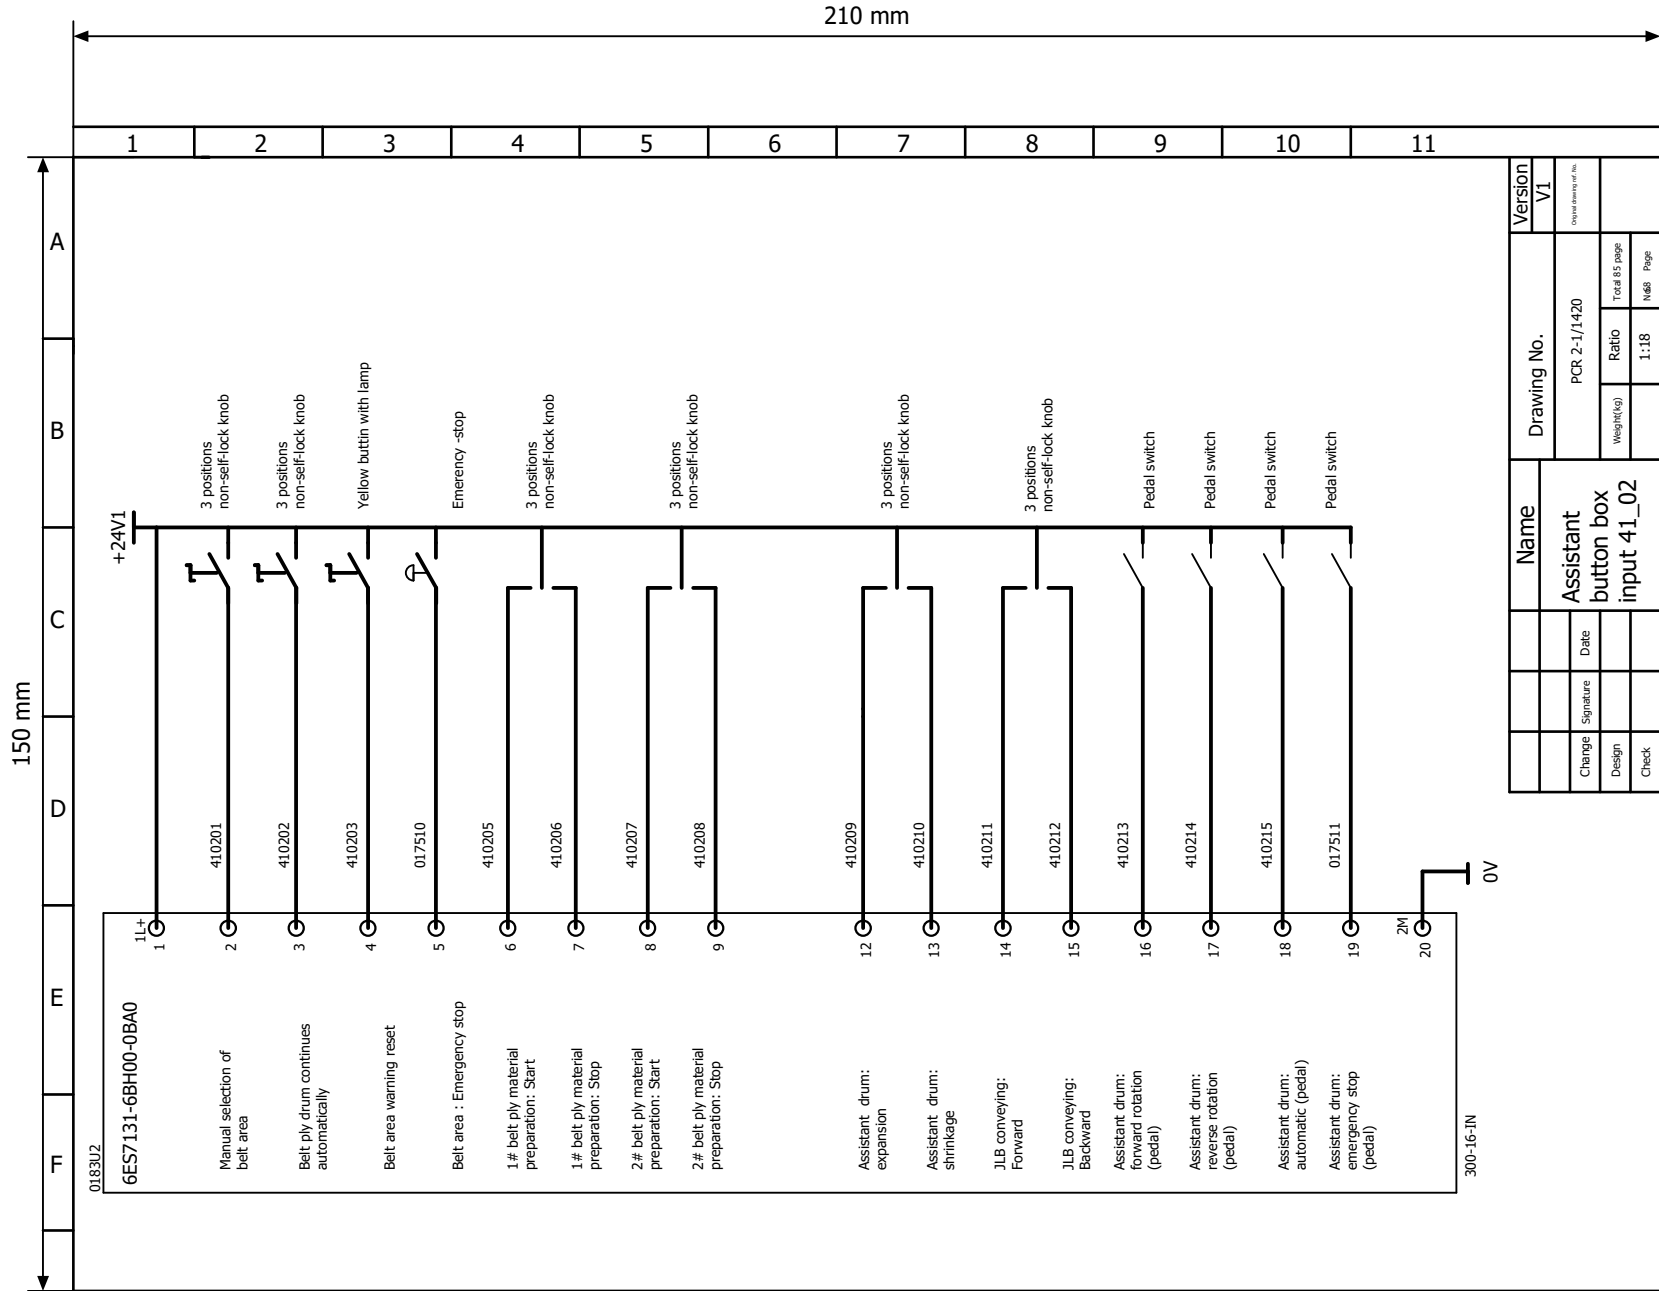 210 mm
150 mm
1 2 3 4 5 6 7 8 9 10 11
A
B
C
D
E
F
+24V1
3 positions
non-self-lock knob
3 positions
non-self-lock knob
Yellow buttin with lamp
Emerency -stop
3 positions
non-self-lock knob
3 positions
non-self-lock knob
3 positions
non-self-lock knob
3 positions
non-self-lock knob
Pedal switch
Pedal switch
Pedal switch
Pedal switch
410201
410202
410203
017510
410205
410206
410207
410208
410209
410210
410211
410212
410213
410214
410215
017511
0V
1L+
1
2
3
4
5
6
7
8
9
12
13
14
15
16
17
18
19
2M
20
0183U2
6ES7131-6BH00-0BA0
Manual selection of
belt area
Belt ply drum continues
automatically
Belt area warning reset
Belt area : Emergency stop
1# belt ply material
preparation: Start
1# belt ply material
preparation: Stop
2# belt ply material
preparation: Start
2# belt ply material
preparation: Stop
Assistant drum:
expansion
Assistant drum:
shrinkage
JLB conveying:
Forward
JLB conveying:
Backward
Assistant drum:
forward rotation
(pedal)
Assistant drum:
reverse rotation
(pedal)
Assistant drum:
automatic (pedal)
Assistant drum:
emergency stop
(pedal)
300-16-IN
Name
Drawing No.
Version
V1
Assistant
button box
input 41_02
PCR 2-1/1420
Original drawing ref. No.
Change Signature Date
Design
Check
Weight(kg) Ratio Total 85 page
1:18 No68 Page